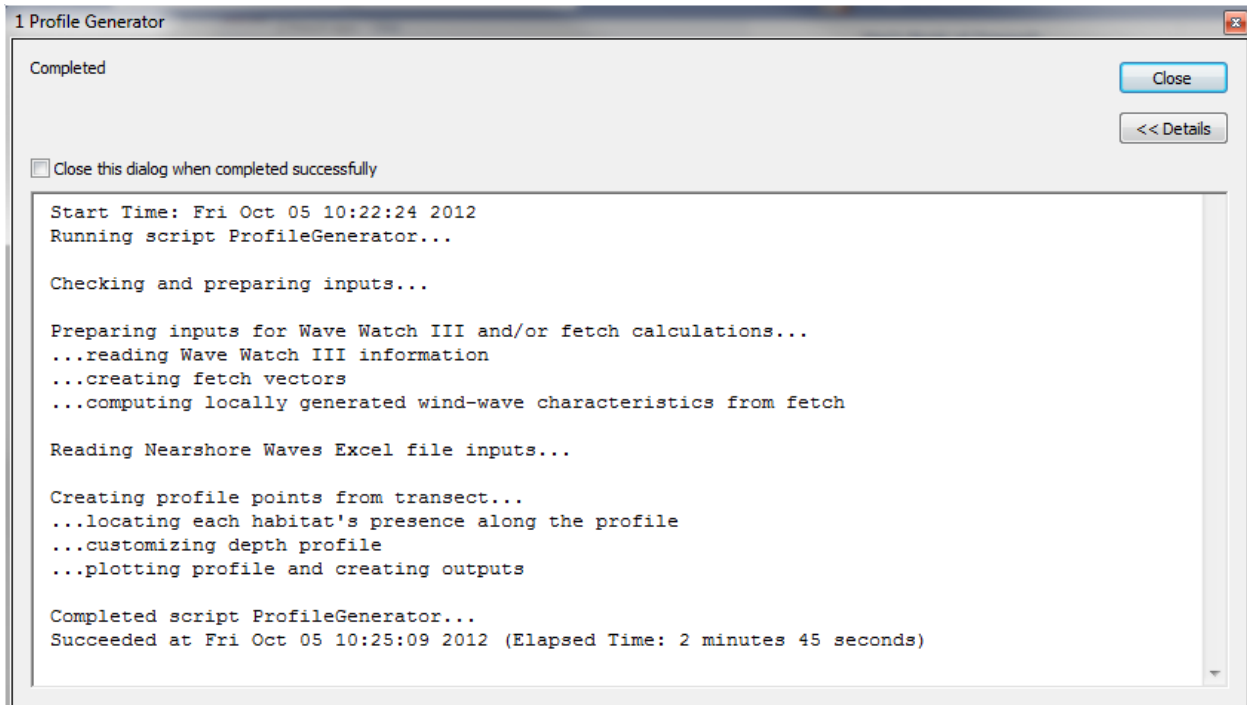 1 Profile Generator
Completed
Close
<< Details
Close this dialog when completed successfully
Start Time: Fri Oct 05 10:22:24 2012
Running script ProfileGenerator...
Checking and preparing inputs...
Preparing inputs for Wave Watch III and/or fetch calculations...
...reading Wave Watch III information
...creating fetch vectors
...computing locally generated wind-wave characteristics from fetch
Reading Nearshore Waves Excel file inputs...
Creating profile points from transect...
...locating each habitat's presence along the profile
...customizing depth profile
...plotting profile and creating outputs
Completed script ProfileGenerator...
Succeeded at Fri Oct 05 10:25:09 2012 (Elapsed Time: 2 minutes 45 seconds)